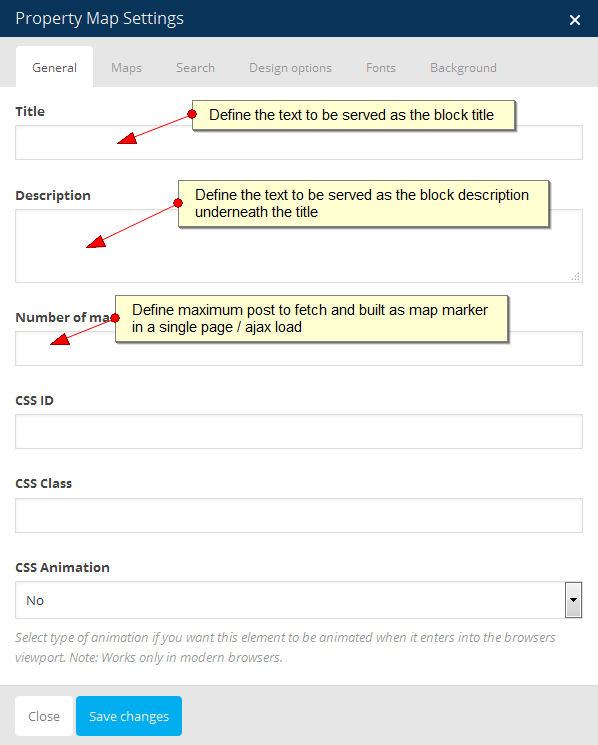 Property Map Settings
General Maps Search Design options Fonts Background
Title
Define the text to be served as the block title
Description
Define the text to be served as the block description
underneath the title
Number of
Define maximum post to fetch and built as map marker
in a single page / ajax load
CSS ID
CSS Class
CSS Animation
No
Select type of animation if you want this element to be animated when it enters into the browsers
viewport. Note: Works only in modern browsers.
Close Save changes